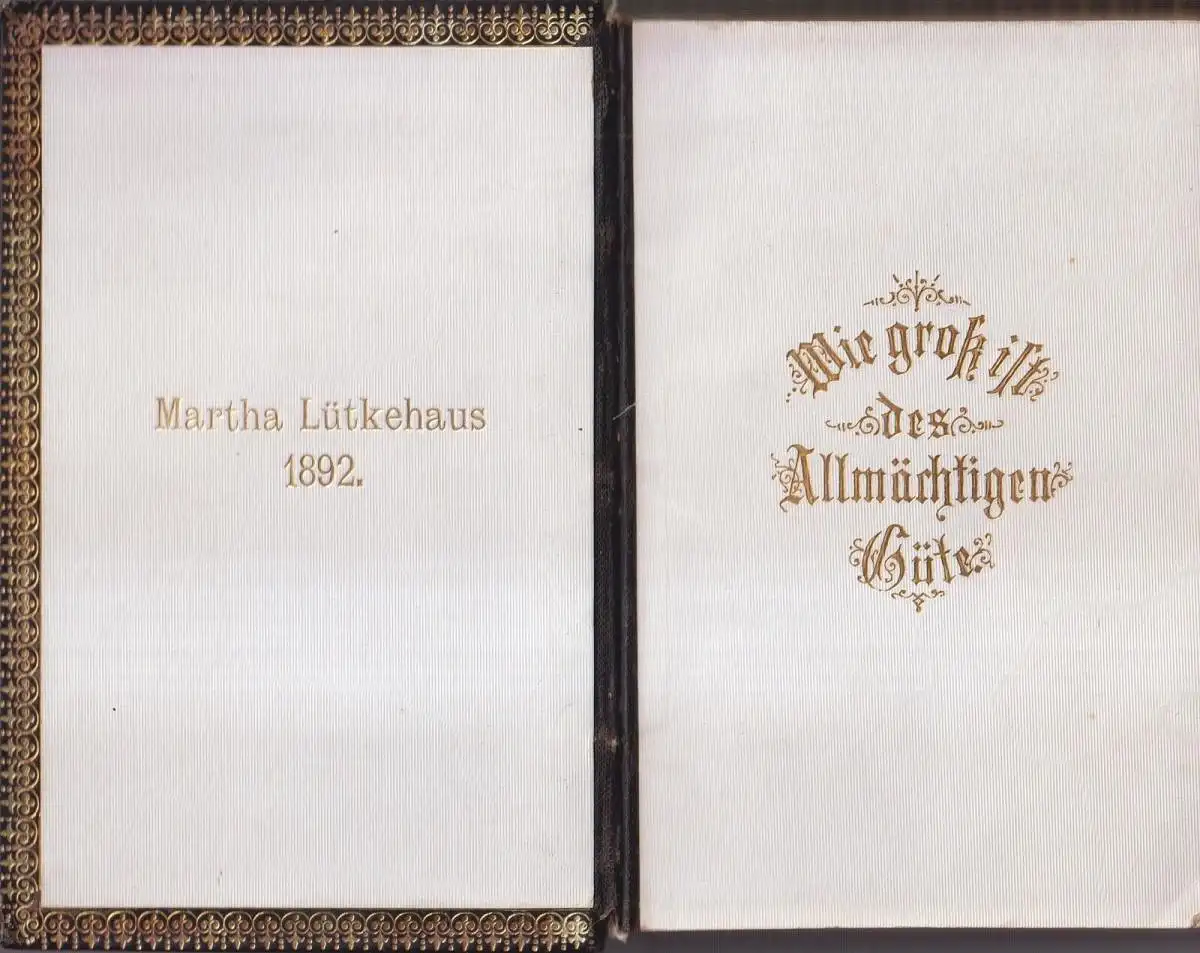 Martha Lütkehaus
1892.
Wie groß ist
des
Allmächtigen
Güte.